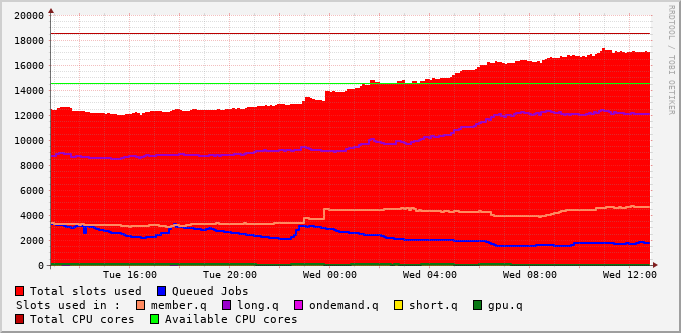 20000
18000
16000
14000
12000
10000
8000
6000
4000
2000
0
Tue 16:00 Tue 20:00 Wed 00:00 Wed 04:00 Wed 08:00 Wed 12:00
RRDTOOL / TOBI OETIKER
Total slots used Queued Jobs
Slots used in : member.q long.q ondemand.q short.q gpu.q
Total CPU cores Available CPU cores